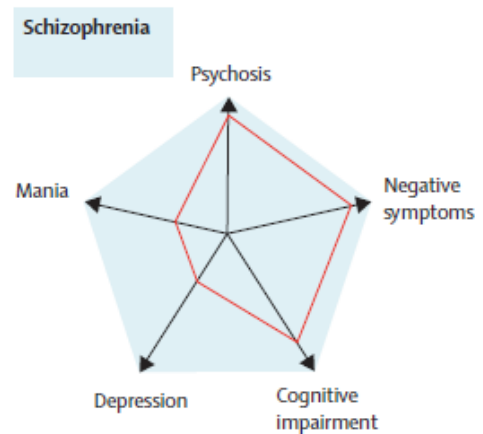 Schizophrenia
Psychosis
Mania
Negative
symptoms
Depression
Cognitive
impairment